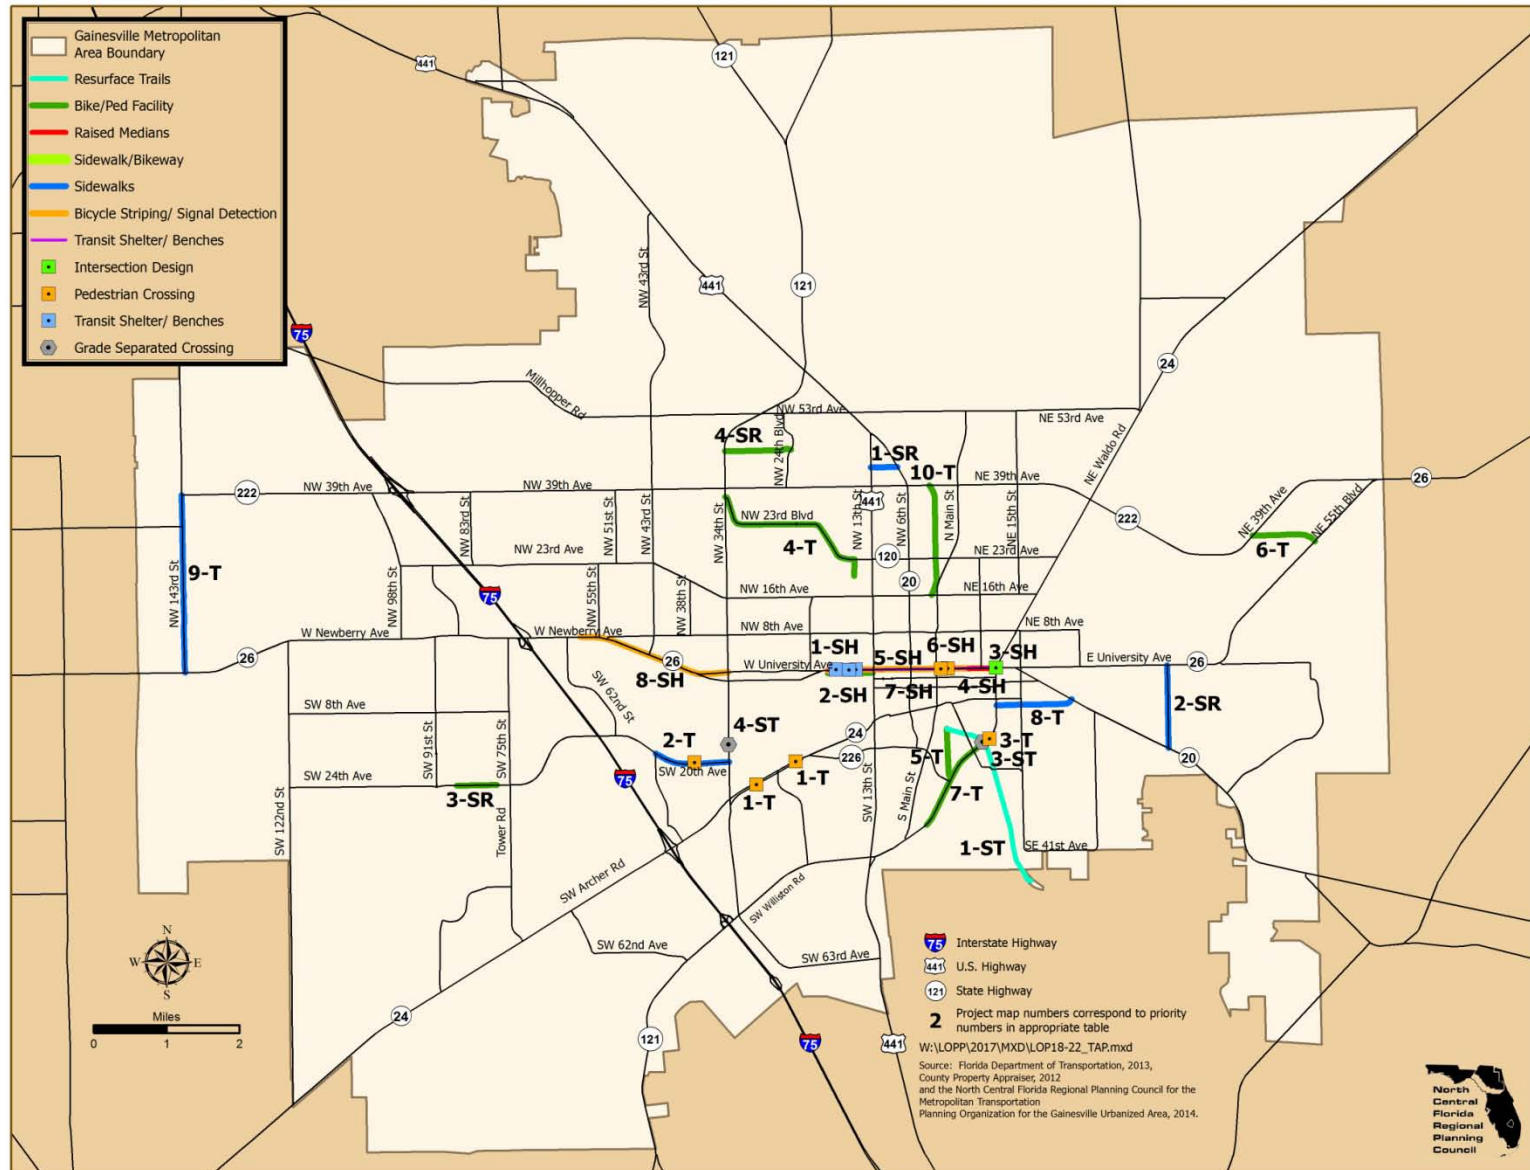 Gainesville Metropolitan
Area Boundary
Resurface Trails
Bike/Ped Facility
Raised Medians
Sidewalk/Bikeway
Sidewalks
Bicycle Striping/ Signal Detection
Transit Shelter/ Benches
Intersection Design
Pedestrian Crossing
Transit Shelter/ Benches
Grade Separated Crossing
441
121
441
121
75
24
NW 43rd St
Millhopper Rd
NW 53rd Ave
NE 53rd Ave
NE Waldo Rd
4-SR
NW 24th Blvd
1-SR
10-T
26
222
NW 39th Ave
NW 39th Ave
441
NE 39th Ave
222
NE 39th Ave
NE 55th Blvd
6-T
NW 143rd St
9-T
NW 98th St
NW 83rd St
NW 51st St
NW 43rd St
NW 34th St
NW 23rd Blvd
4-T
NW 13th St
NW 6th St
N Main St
NE 15th St
NW 23rd Ave
120
NE 23rd Ave
75
NW 55th St
NW 38th St
20
NW 16th Ave
NE 16th Ave
W Newberry Ave
W Newberry Ave
NW 8th Ave
NE 8th Ave
26
26
8-SH
W University Ave
1-SH
2-SH
5-SH
7-SH
6-SH
4-SH
3-SH
E University Ave
26
SW 8th Ave
SW 62nd St
2-SR
8-T
SW 91st St
SW 75th St
4-ST
2-T
SW 20th Ave
24
226
1-T
1-T
5-T
3-T
3-ST
7-T
20
SW 24th Ave
3-SR
75
SW 122nd St
Tower Rd
SW 13th St
S Main St
1-ST
SE 41st Ave
SW Archer Rd
SW Williston Rd
SW 62nd Ave
SW 63rd Ave
24
121
75
441
N
W
E
S
Miles
0
1
2
75
Interstate Highway
441
U.S. Highway
121
State Highway
2
Project map numbers correspond to priority
numbers in appropriate table
W:\LOPP\2017\MXD\LOP18-22_TAP.mxd
Source: Florida Department of Transportation, 2013,
County Property Appraiser, 2012
and the North Central Florida Regional Planning Council for the
Metropolitan Transportation
Planning Organization for the Gainesville Urbanized Area, 2014.
North
Central
Florida
Regional
Planning
Council